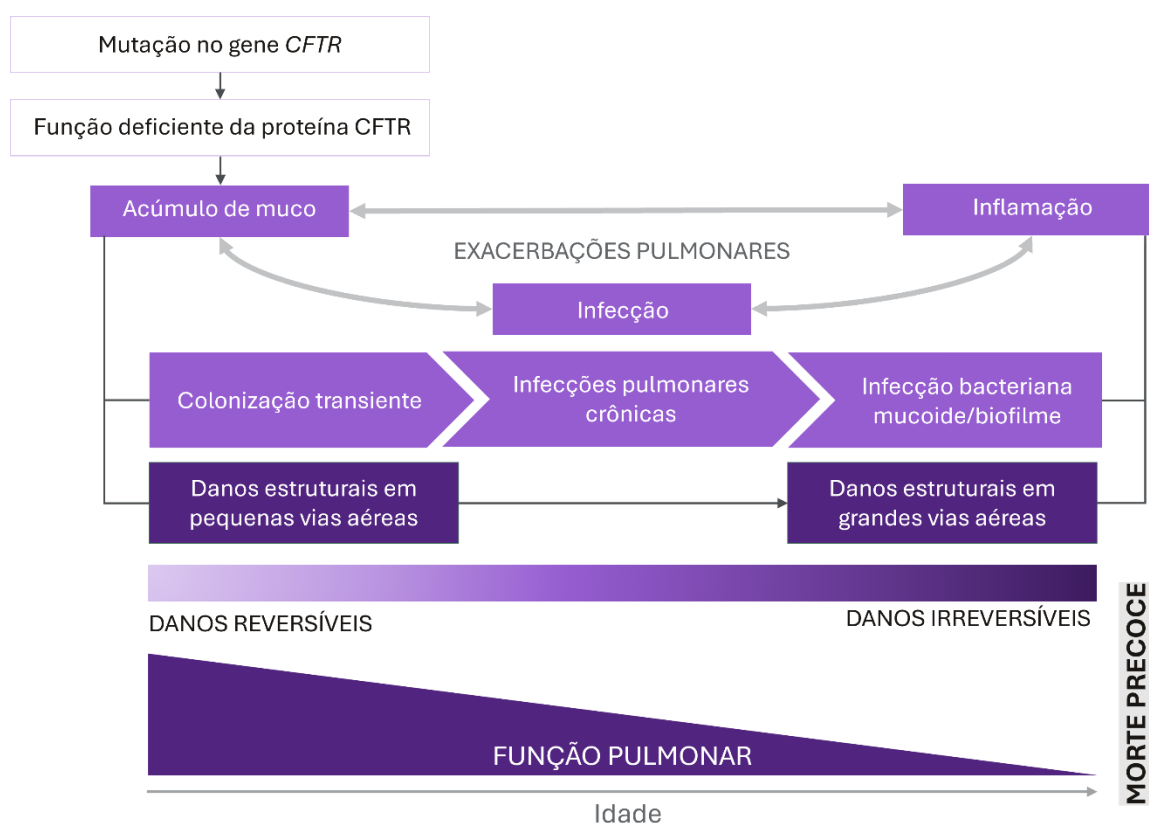 Mutação no gene CFTR
Função deficiente da proteína CFTR
Acúmulo de muco
Inflamação
EXACERBAÇÕES PULMONARES
Infecção
Colonização transiente
Infecções pulmonares
crônicas
Infecção bacteriana
mucoide/biofilme
Danos estruturais em
pequenas vias aéreas
Danos estruturais em
grandes vias aéreas
DANOS REVERSÍVEIS
DANOS IRREVERSÍVEIS
MORTE PRECOCE
FUNÇÃO PULMONAR
Idade